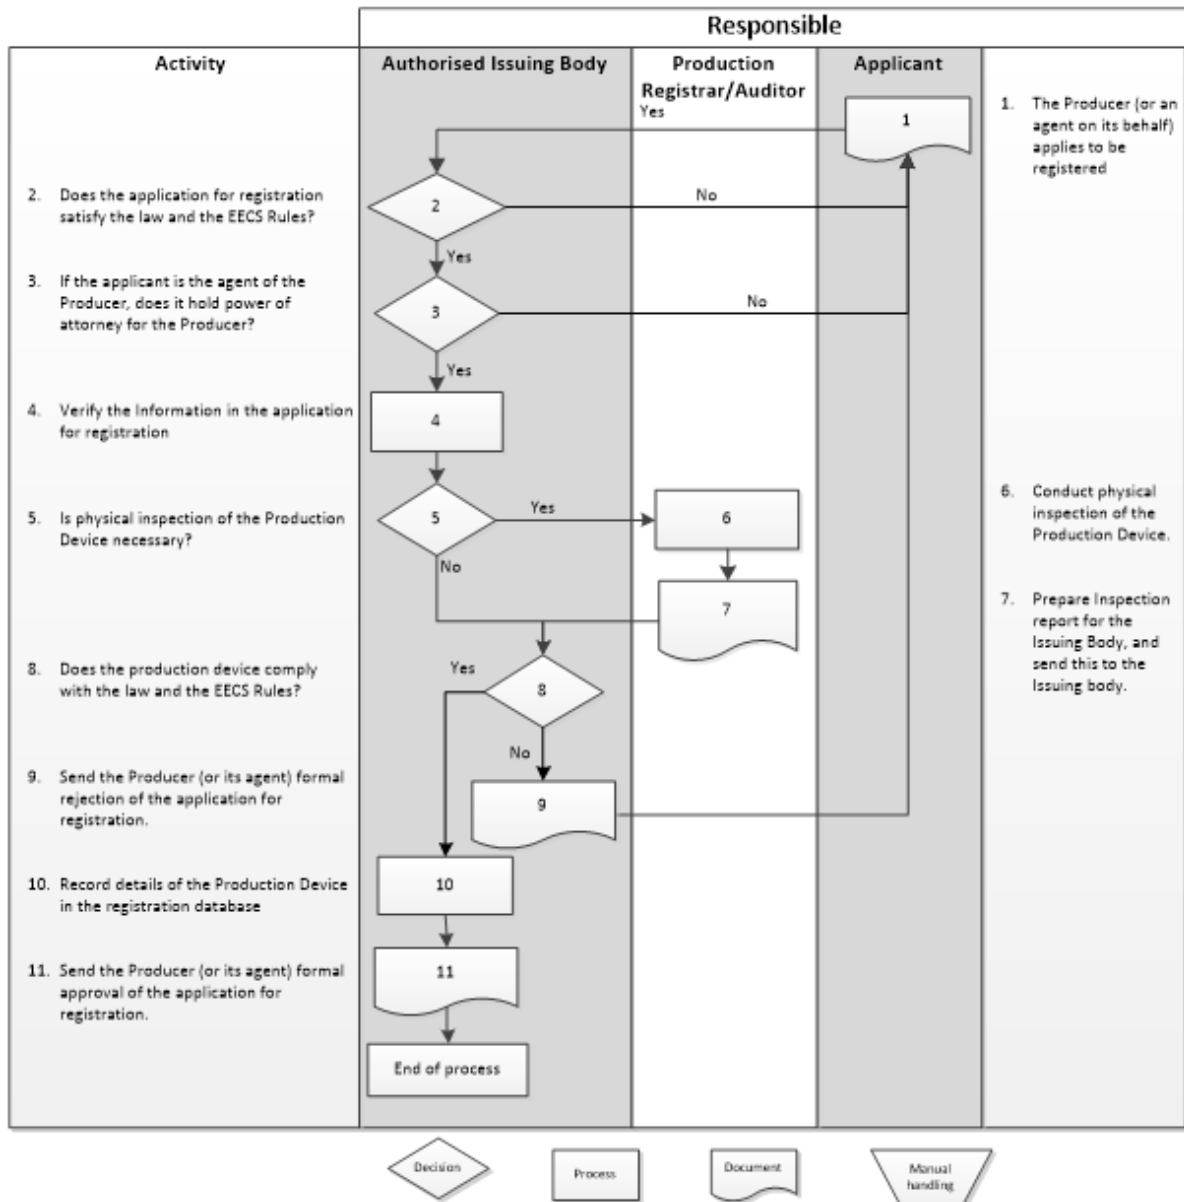 Responsible
Activity
Authorised Issuing Body
Production
Registrar/Auditor
Applicant
Yes
1
1. The Producer (or an
agent on its behalf)
applies to be
registered
2. Does the application for registration
satisfy the law and the EECS Rules?
2
No
Yes
3. If the applicant is the agent of the
Producer, does it hold power of
attorney for the Producer?
3
No
Yes
4. Verify the Information in the application
for registration
4
5. Is physical inspection of the Production
Device necessary?
5
Yes
6
6. Conduct physical
inspection of the
Production Device.
No
7
7. Prepare Inspection
report for the
Issuing Body, and
send this to the
Issuing body.
8. Does the production device comply
with the law and the EECS Rules?
Yes
8
No
9. Send the Producer (or its agent) formal
rejection of the application for
registration.
9
10. Record details of the Production Device
in the registration database
10
11. Send the Producer (or its agent) formal
approval of the application for
registration.
11
End of process
Decision
Process
Document
Manual
handling